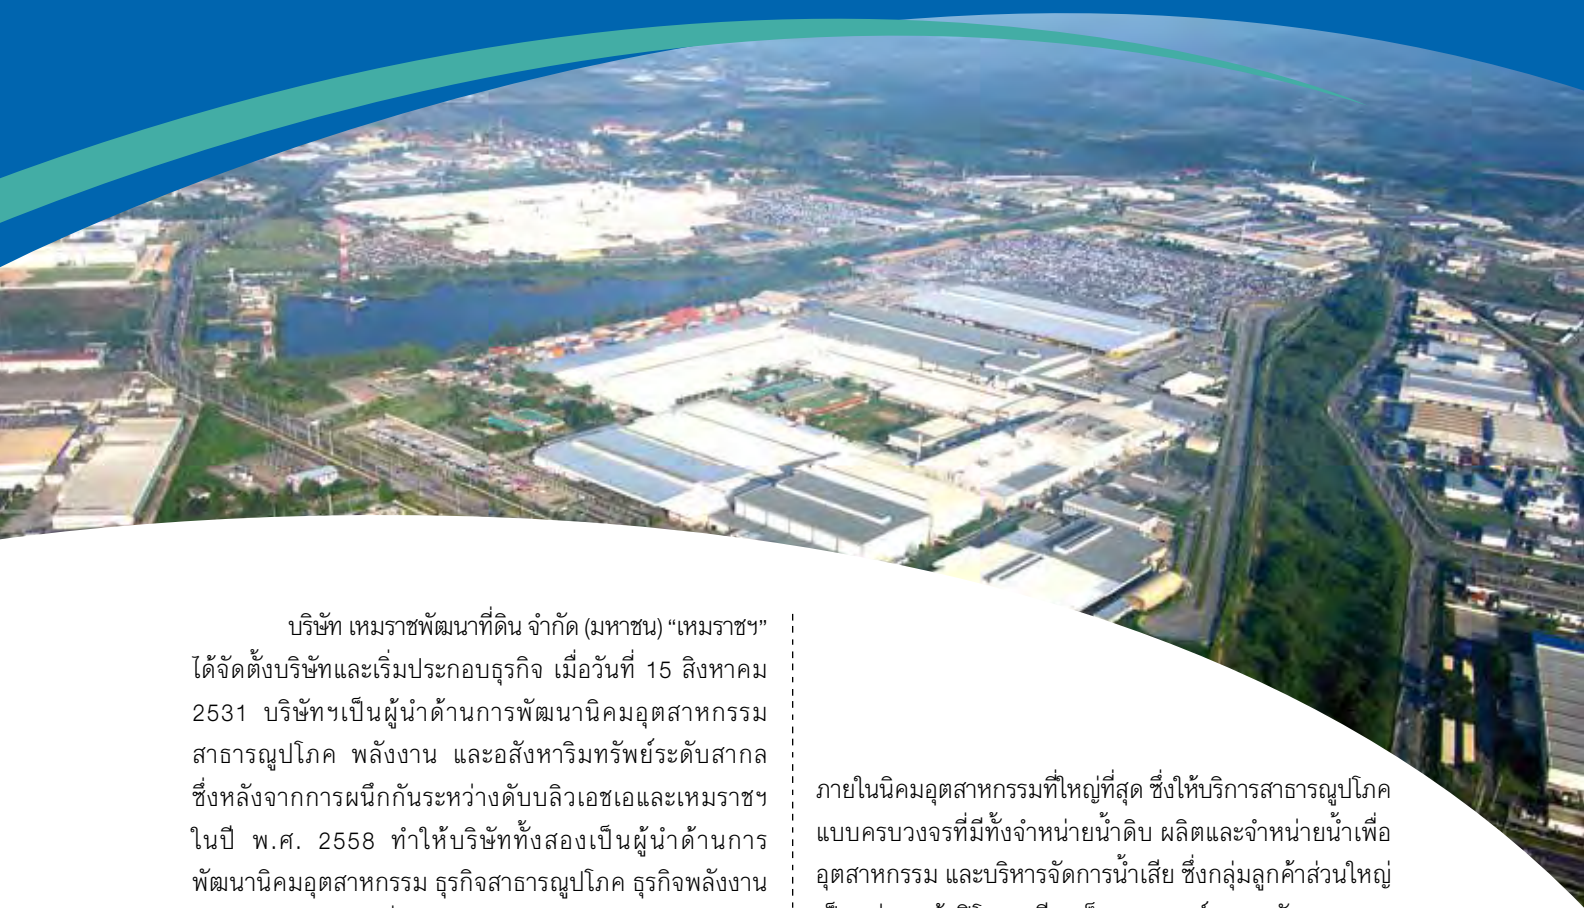 บริษัท เหมราชพัฒนาที่ดิน จำกัด (มหาชน) “เหมราชฯ”
ได้จัดตั้งบริษัทและเริ่มประกอบธุรกิจ เมื่อวันที่ 15 สิงหาคม
2531 บริษัทฯเป็นผู้นำด้านการพัฒนานิคมอุตสาหกรรม
สาธารณูปโภค พลังงาน และอสังหาริมทรัพย์ระดับสากล
ซึ่งหลังจากการผนึกกันระหว่างดับบลิวเอชเอและเหมราชฯ
ในปี พ.ศ. 2558 ทำให้บริษัททั้งสองเป็นผู้นำด้านการ
พัฒนานิคมอุตสาหกรรม ธุรกิจสาธารณูปโภค ธุรกิจพลังงาน
ภายในนิคมอุตสาหกรรมที่ใหญ่ที่สุด ซึ่งให้บริการสาธารณูปโภค
แบบครบวงจรที่มีทั้งจำหน่ายน้ำดิบ ผลิตและจำหน่ายน้ำเพื่อ
อุตสาหกรรม และบริหารจัดการน้ำเสีย ซึ่งกลุ่มลูกค้าส่วนใหญ่